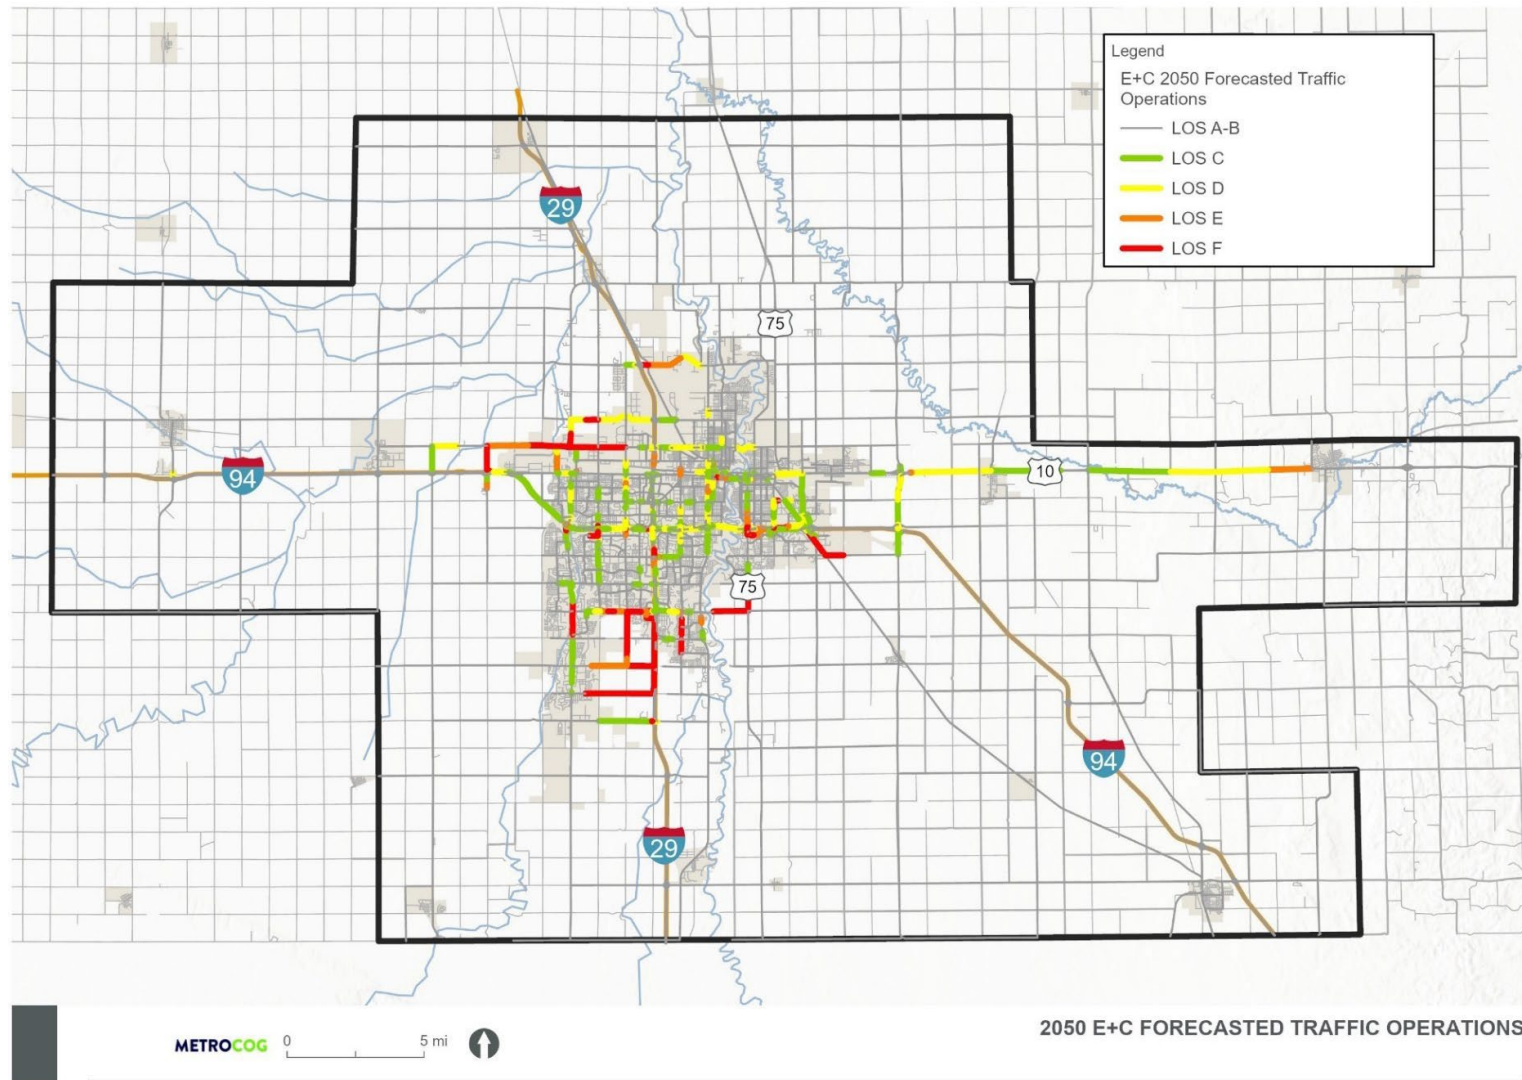 Legend
E+C 2050 Forecasted Traffic
Operations
LOS A-B
LOS C
LOS D
LOS E
LOS F
29
75
94
10
75
94
29
METROCOG
0
5 mi
2050 E+C FORECASTED TRAFFIC OPERATIONS